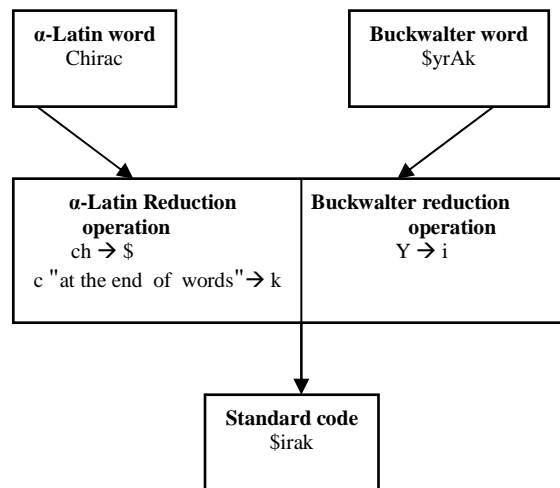 α-Latin word
Chirac
Buckwalter word
$yrAk
α-Latin Reduction
operation
ch → $
c "at the end of words" → k
Buckwalter reduction
operation
Y → i
Standard code
$irak